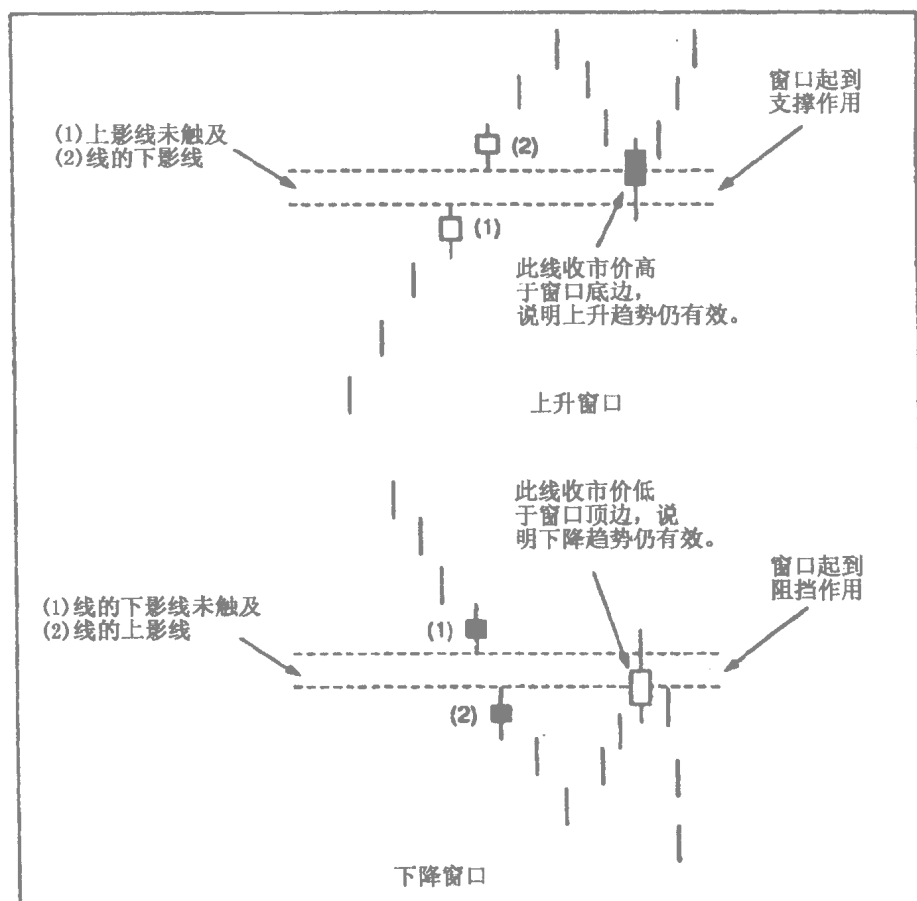 窗口起到
支撑作用
(1)上影线未触及
(2)线的下影线
(2)
(1)
此线收市价高
于窗口底边,
说明上升趋势仍有效。
上升窗口
此线收市价低
于窗口顶边,说
明下降趋势仍有效。
窗口起到
阻挡作用
(1)线的下影线未触及
(2)线的上影线
(1)
(2)
下降窗口